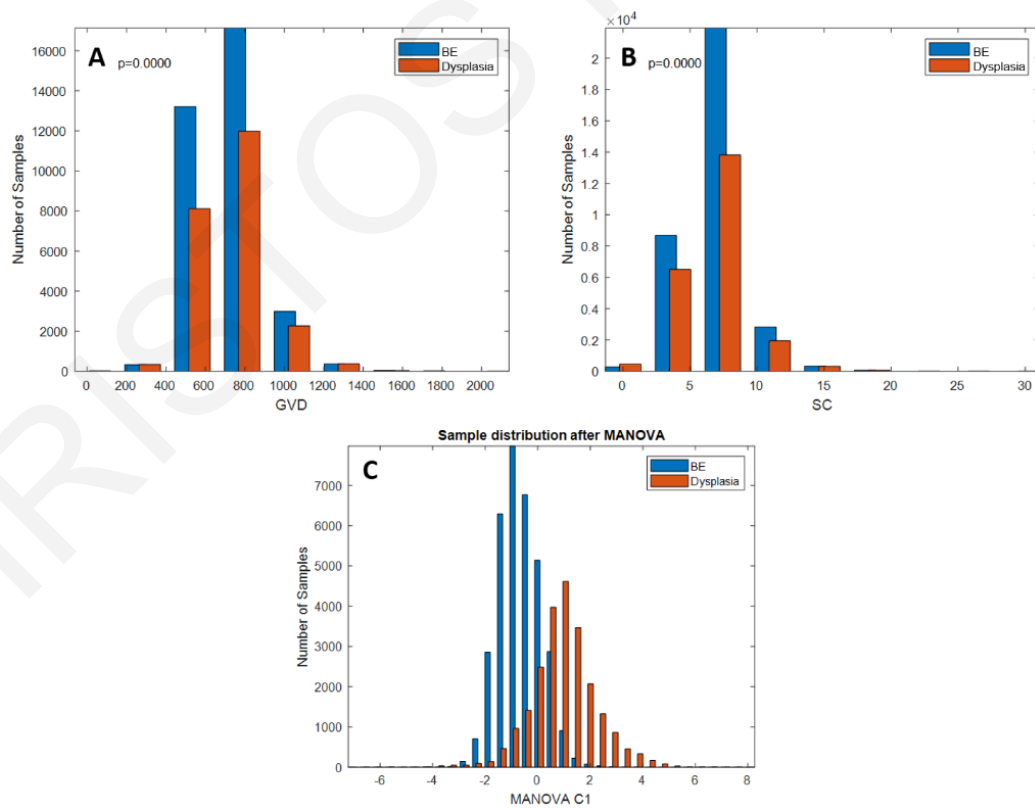 A
p=0.0000
BE
Dysplasia
16000
14000
12000
10000
8000
6000
4000
2000
0
Number of Samples
0 200 400 600 800 1000 1200 1400 1600 1800 2000
GVD
×10⁴
B
p=0.0000
BE
Dysplasia
2
1.8
1.6
1.4
1.2
1
0.8
0.6
0.4
0.2
0
Number of Samples
0 5 10 15 20 25 30
SC
Sample distribution after MANOVA
C
BE
Dysplasia
7000
6000
5000
4000
3000
2000
1000
0
Number of Samples
-6 -4 -2 0 2 4 6 8
MANOVA C1